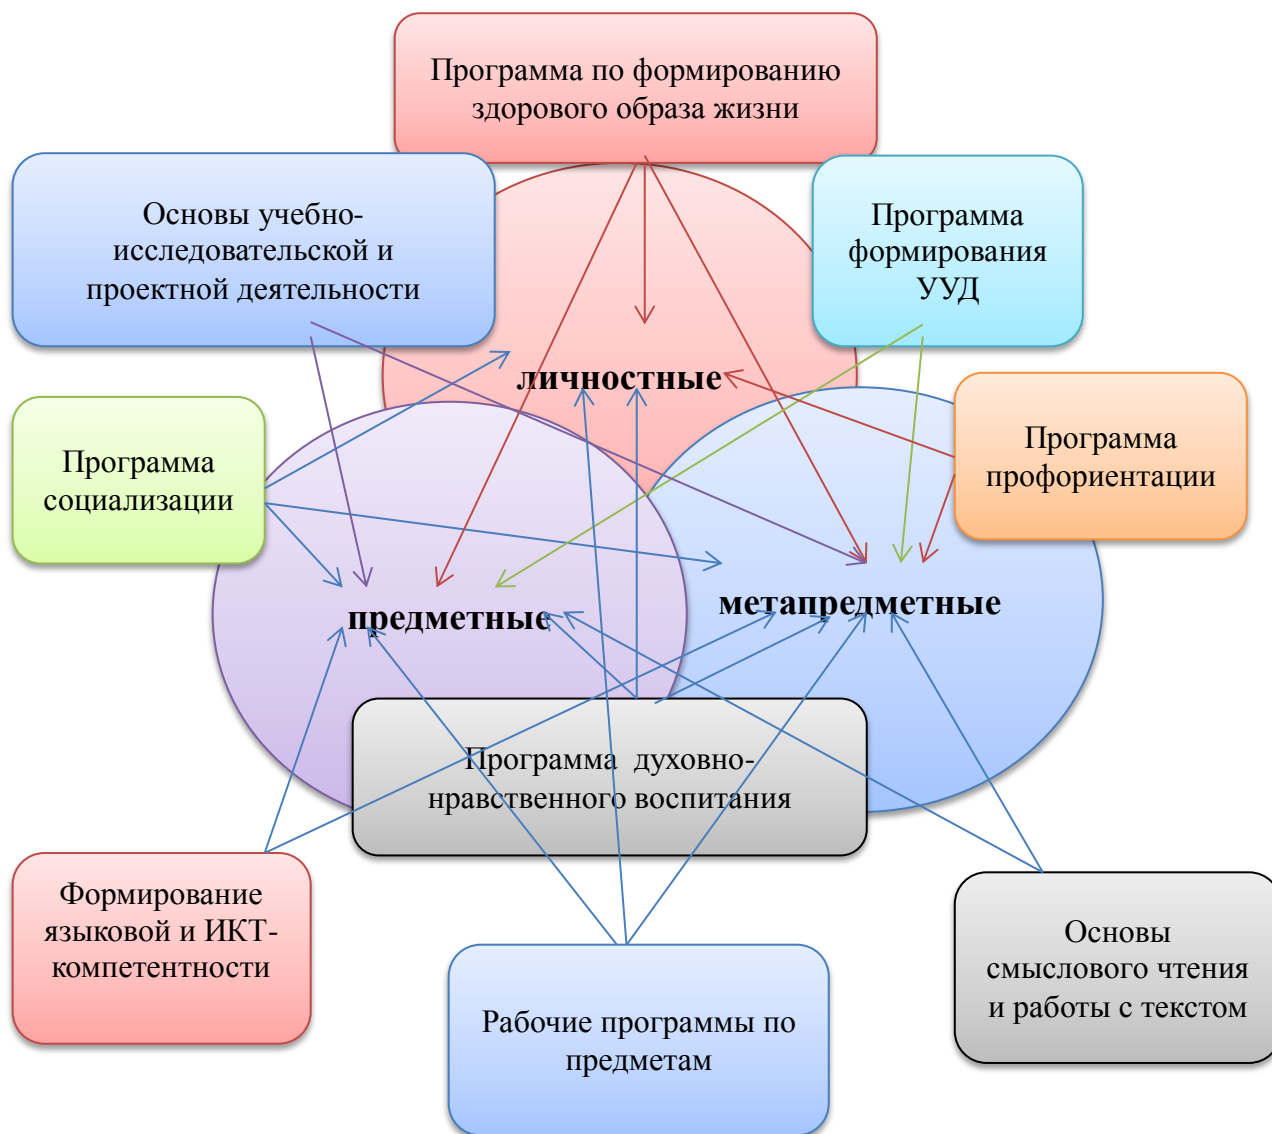 Программа по формированию
здорового образа жизни
Основы учебно-
исследовательской и
проектной деятельности
Программа
формирования
УУД
личностные
Программа
социализации
Программа
профориентации
предметные
метапредметные
Программа духовно-
нравственного воспитания
Формирование
языковой и ИКТ-
компетентности
Рабочие программы по
предметам
Основы
смыслового чтения
и работы с текстом